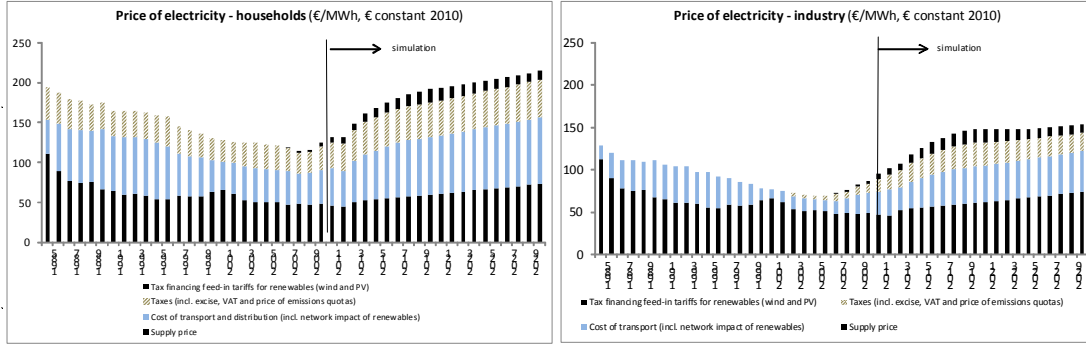 Price of electricity - households (€/MWh, € constant 2010)
250
200
150
100
50
0
simulation
Tax financing feed-in tariffs for renewables (wind and PV)
Taxes (incl. excise, VAT and price of emissions quotas)
Cost of transport and distribution (incl. network impact of renewables)
Supply price
Price of electricity - industry (€/MWh, € constant 2010)
250
200
150
100
50
0
simulation
Tax financing feed-in tariffs for renewables (wind and PV)
Taxes (incl. excise, VAT and price of emissions quotas)
Cost of transport (incl. network impact of renewables)
Supply price